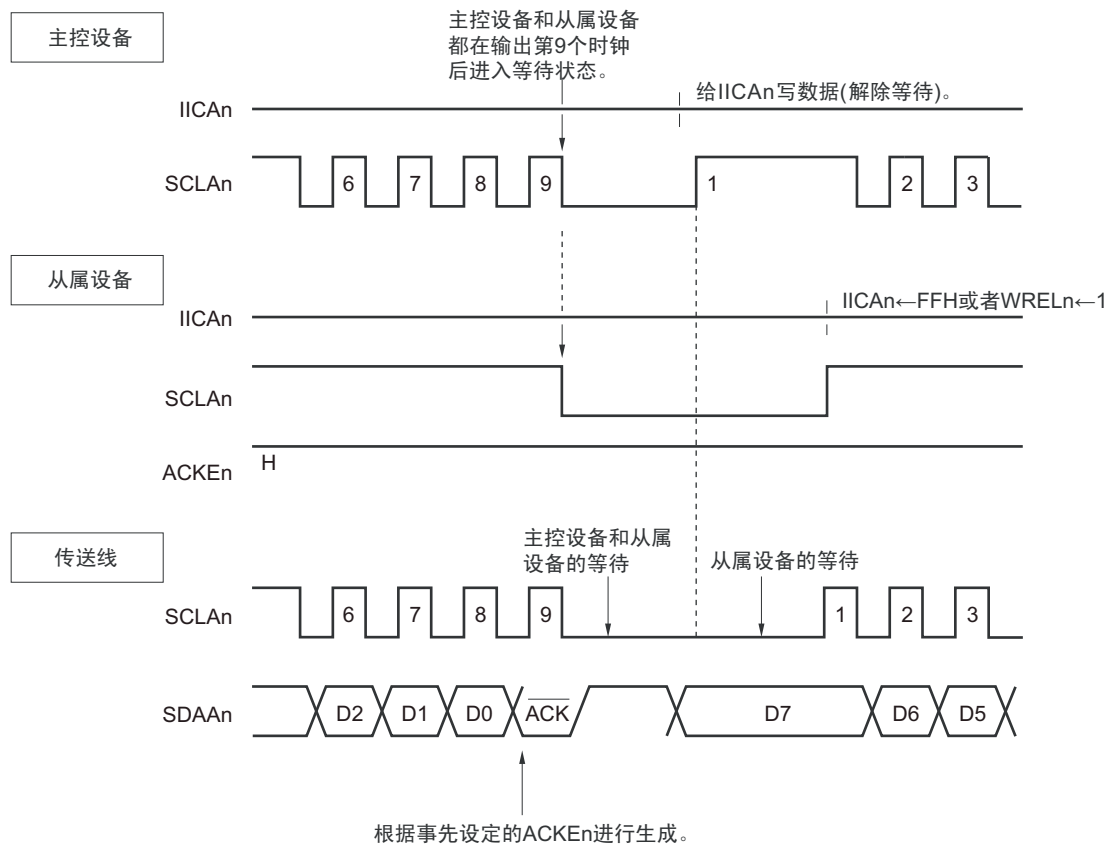 主控设备
主控设备和从属设备
都在输出第9个时钟
后进入等待状态。
给IICAn写数据(解除等待)。
IICAn
SCLAn
6 7 8 9 1 2 3
从属设备
IICAn←FFH或者WRELn←1
IICAn
SCLAn
ACKEn
H
传送线
主控设备和从属
设备的等待
从属设备的等待
SCLAn
6 7 8 9 1 2 3
SDAAn
D2 D1 D0 ACK D7 D6 D5
根据事先设定的ACKEn进行生成。